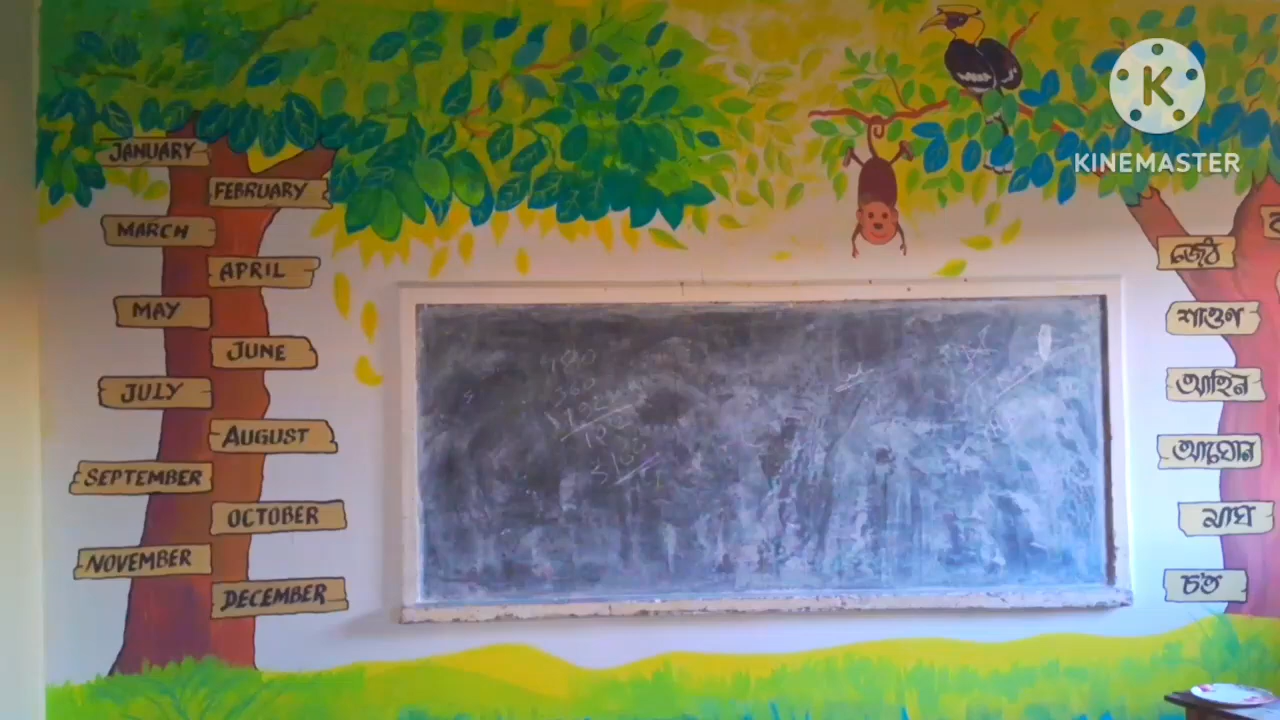 JANUARY
FEBRUARY
MARCH
APRIL
MAY
JUNE
JULY
AUGUST
SEPTEMBER
OCTOBER
NOVEMBER
DECEMBER
K
KINEMASTER
জেঠ
শাওণ
আহিন
আঘোন
মাঘ
চ'ত